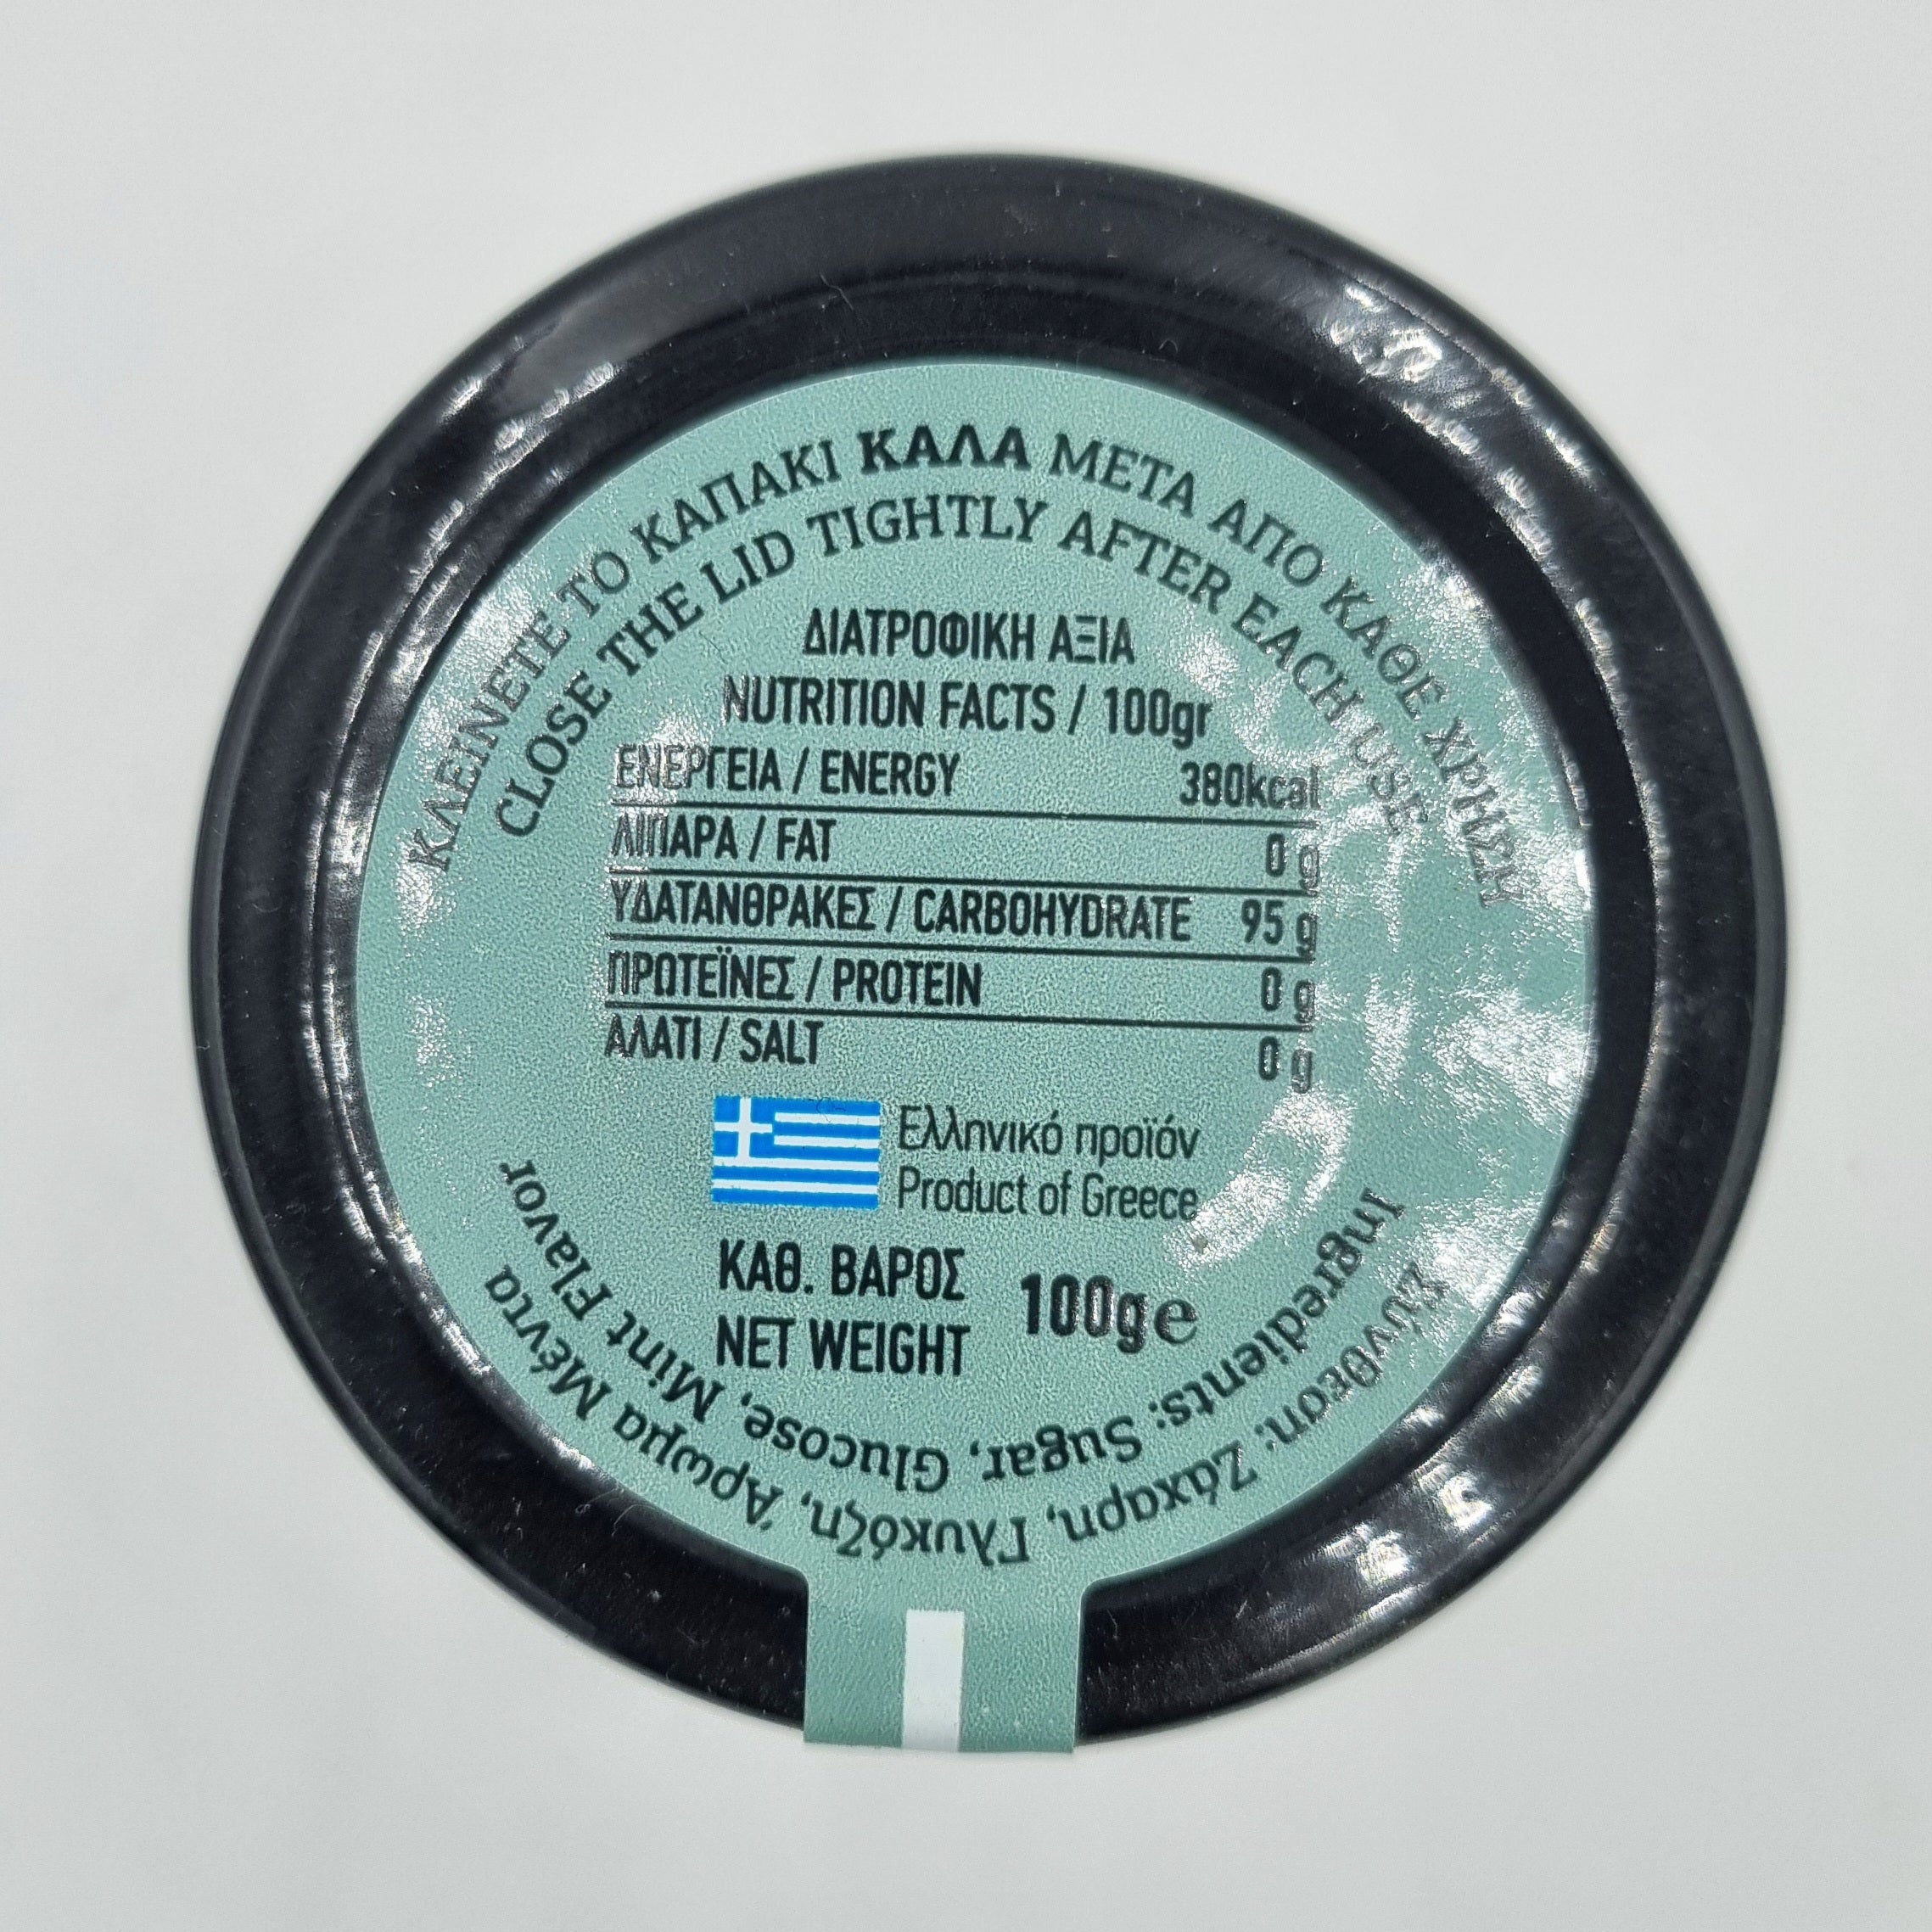 ΚΛΕΙΝΕΤΕ ΤΟ ΚΑΠΑΚΙ ΚΑΛΑ ΜΕΤΑ ΑΠΟ ΚΑΘΕ ΧΡΗΣΗ
CLOSE THE LID TIGHTLY AFTER EACH USE
ΔΙΑΤΡΟΦΙΚΗ ΑΞΙΑ
NUTRITION FACTS / 100gr
ΕΝΕΡΓΕΙΑ / ENERGY 380kcal
ΛΙΠΑΡΑ / FAT 0 g
ΥΔΑΤΑΝΘΡΑΚΕΣ / CARBOHYDRATE 95 g
ΠΡΩΤΕΪΝΕΣ / PROTEIN 0 g
ΑΛΑΤΙ / SALT 0 g
Ελληνικό προϊόν
Product of Greece
ΚΑΘ. ΒΑΡΟΣ
NET WEIGHT 100g℮
Ingredients: Sugar, Glucose, Mint Flavor
Σύνθεση: Ζάχαρη, Γλυκόζη, Άρωμα Μέντα